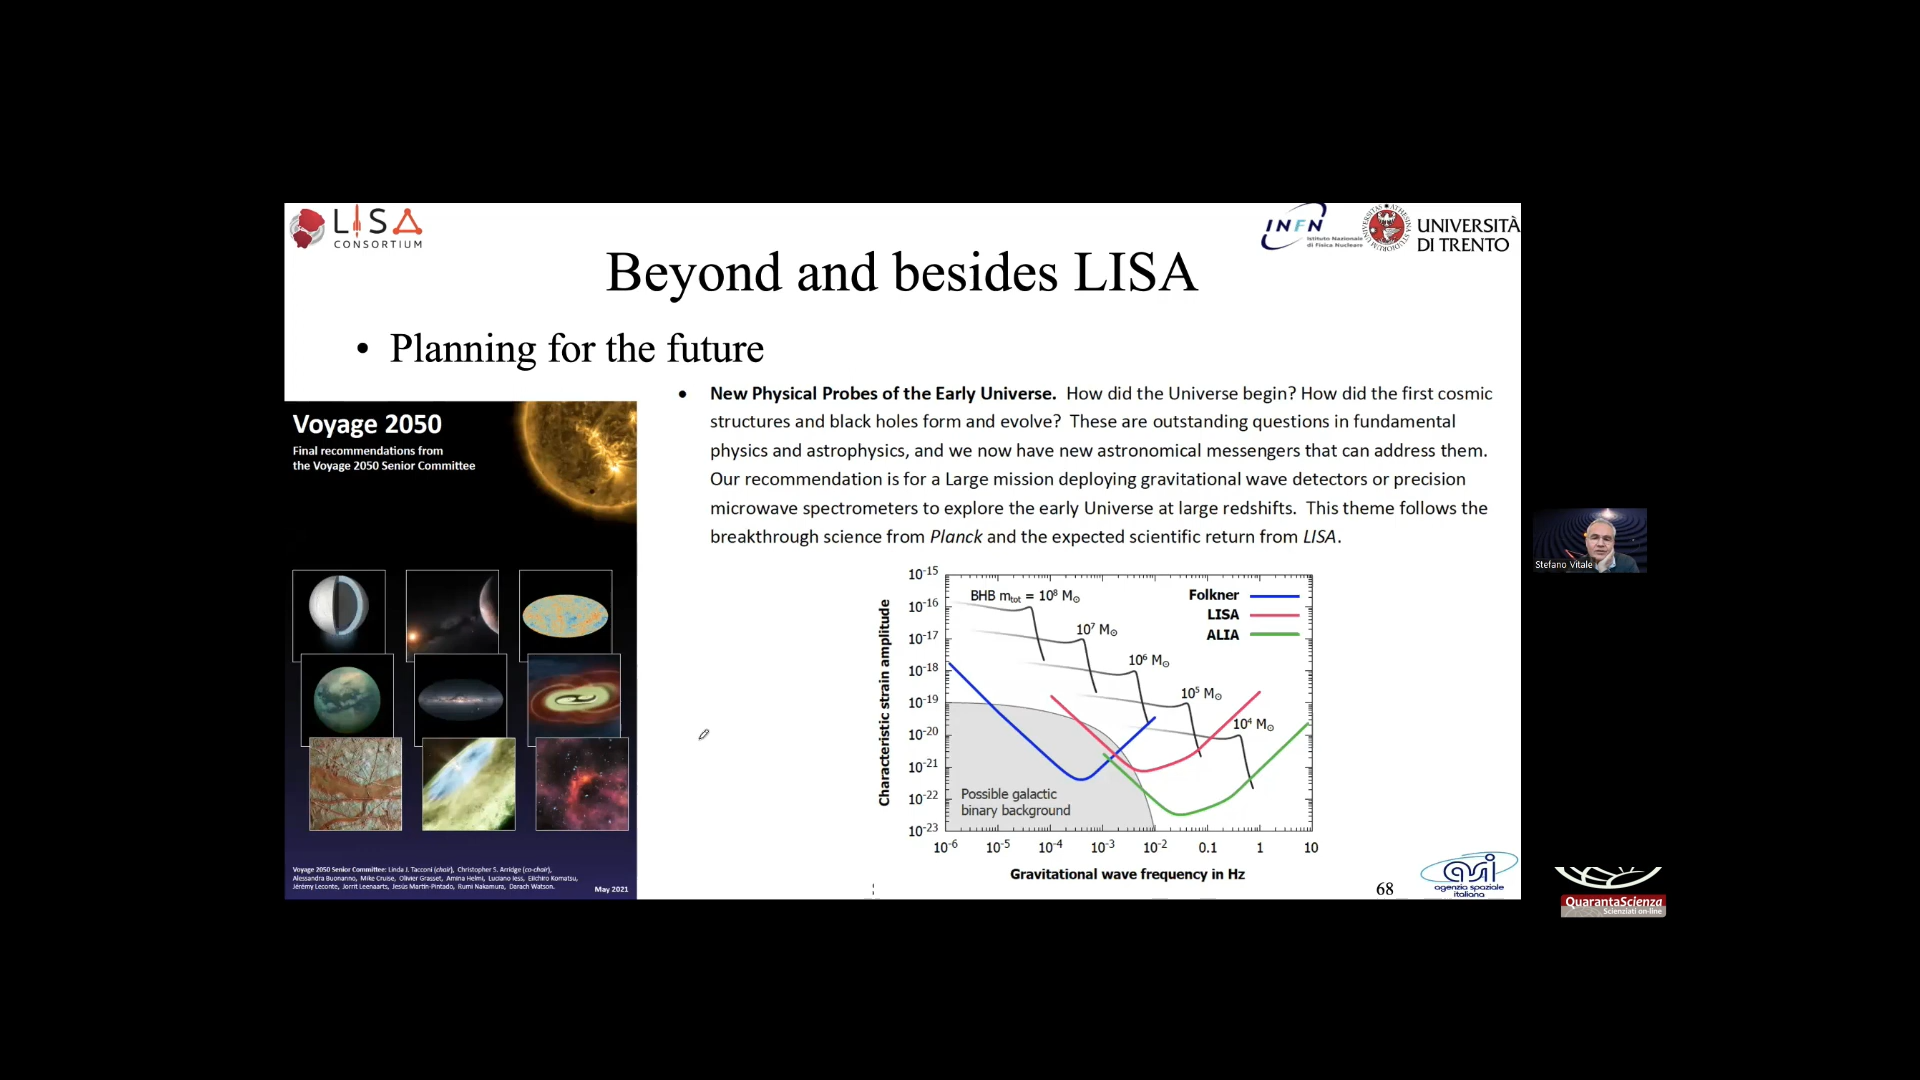 LISA
CONSORTIUM
INFN
Istituto Nazionale
di Fisica Nucleare
UNIVERSITÀ
DI TRENTO
Beyond and besides LISA
• Planning for the future
Voyage 2050
Final recommendations from
the Voyage 2050 Senior Committee
Voyage 2050 Senior Committee: Linda J. Tacconi (chair), Christopher S. Arridge (co-chair),
Alessandra Buonanno, Mike Cruise, Olivier Grasset, Amina Helmi, Luciano Iess, Eiichiro Komatsu,
Jérémy Leconte, Jorrit Leenaarts, Jesús Martín-Pintado, Rumi Nakamura, Darach Watson.
May 2021
• New Physical Probes of the Early Universe. How did the Universe begin? How did the first cosmic
structures and black holes form and evolve? These are outstanding questions in fundamental
physics and astrophysics, and we now have new astronomical messengers that can address them.
Our recommendation is for a Large mission deploying gravitational wave detectors or precision
microwave spectrometers to explore the early Universe at large redshifts. This theme follows the
breakthrough science from Planck and the expected scientific return from LISA.
Characteristic strain amplitude
10⁻¹⁵
10⁻¹⁶
10⁻¹⁷
10⁻¹⁸
10⁻¹⁹
10⁻²⁰
10⁻²¹
10⁻²²
10⁻²³
BHB mtot = 10⁸ M⊙
10⁷ M⊙
10⁶ M⊙
10⁵ M⊙
10⁴ M⊙
Folkner
LISA
ALIA
Possible galactic
binary background
10⁻⁶ 10⁻⁵ 10⁻⁴ 10⁻³ 10⁻² 0.1 1 10
Gravitational wave frequency in Hz
68
asi
agenzia spaziale
italiana
Stefano Vitale
QuarantaScienza
Scienziati on-line